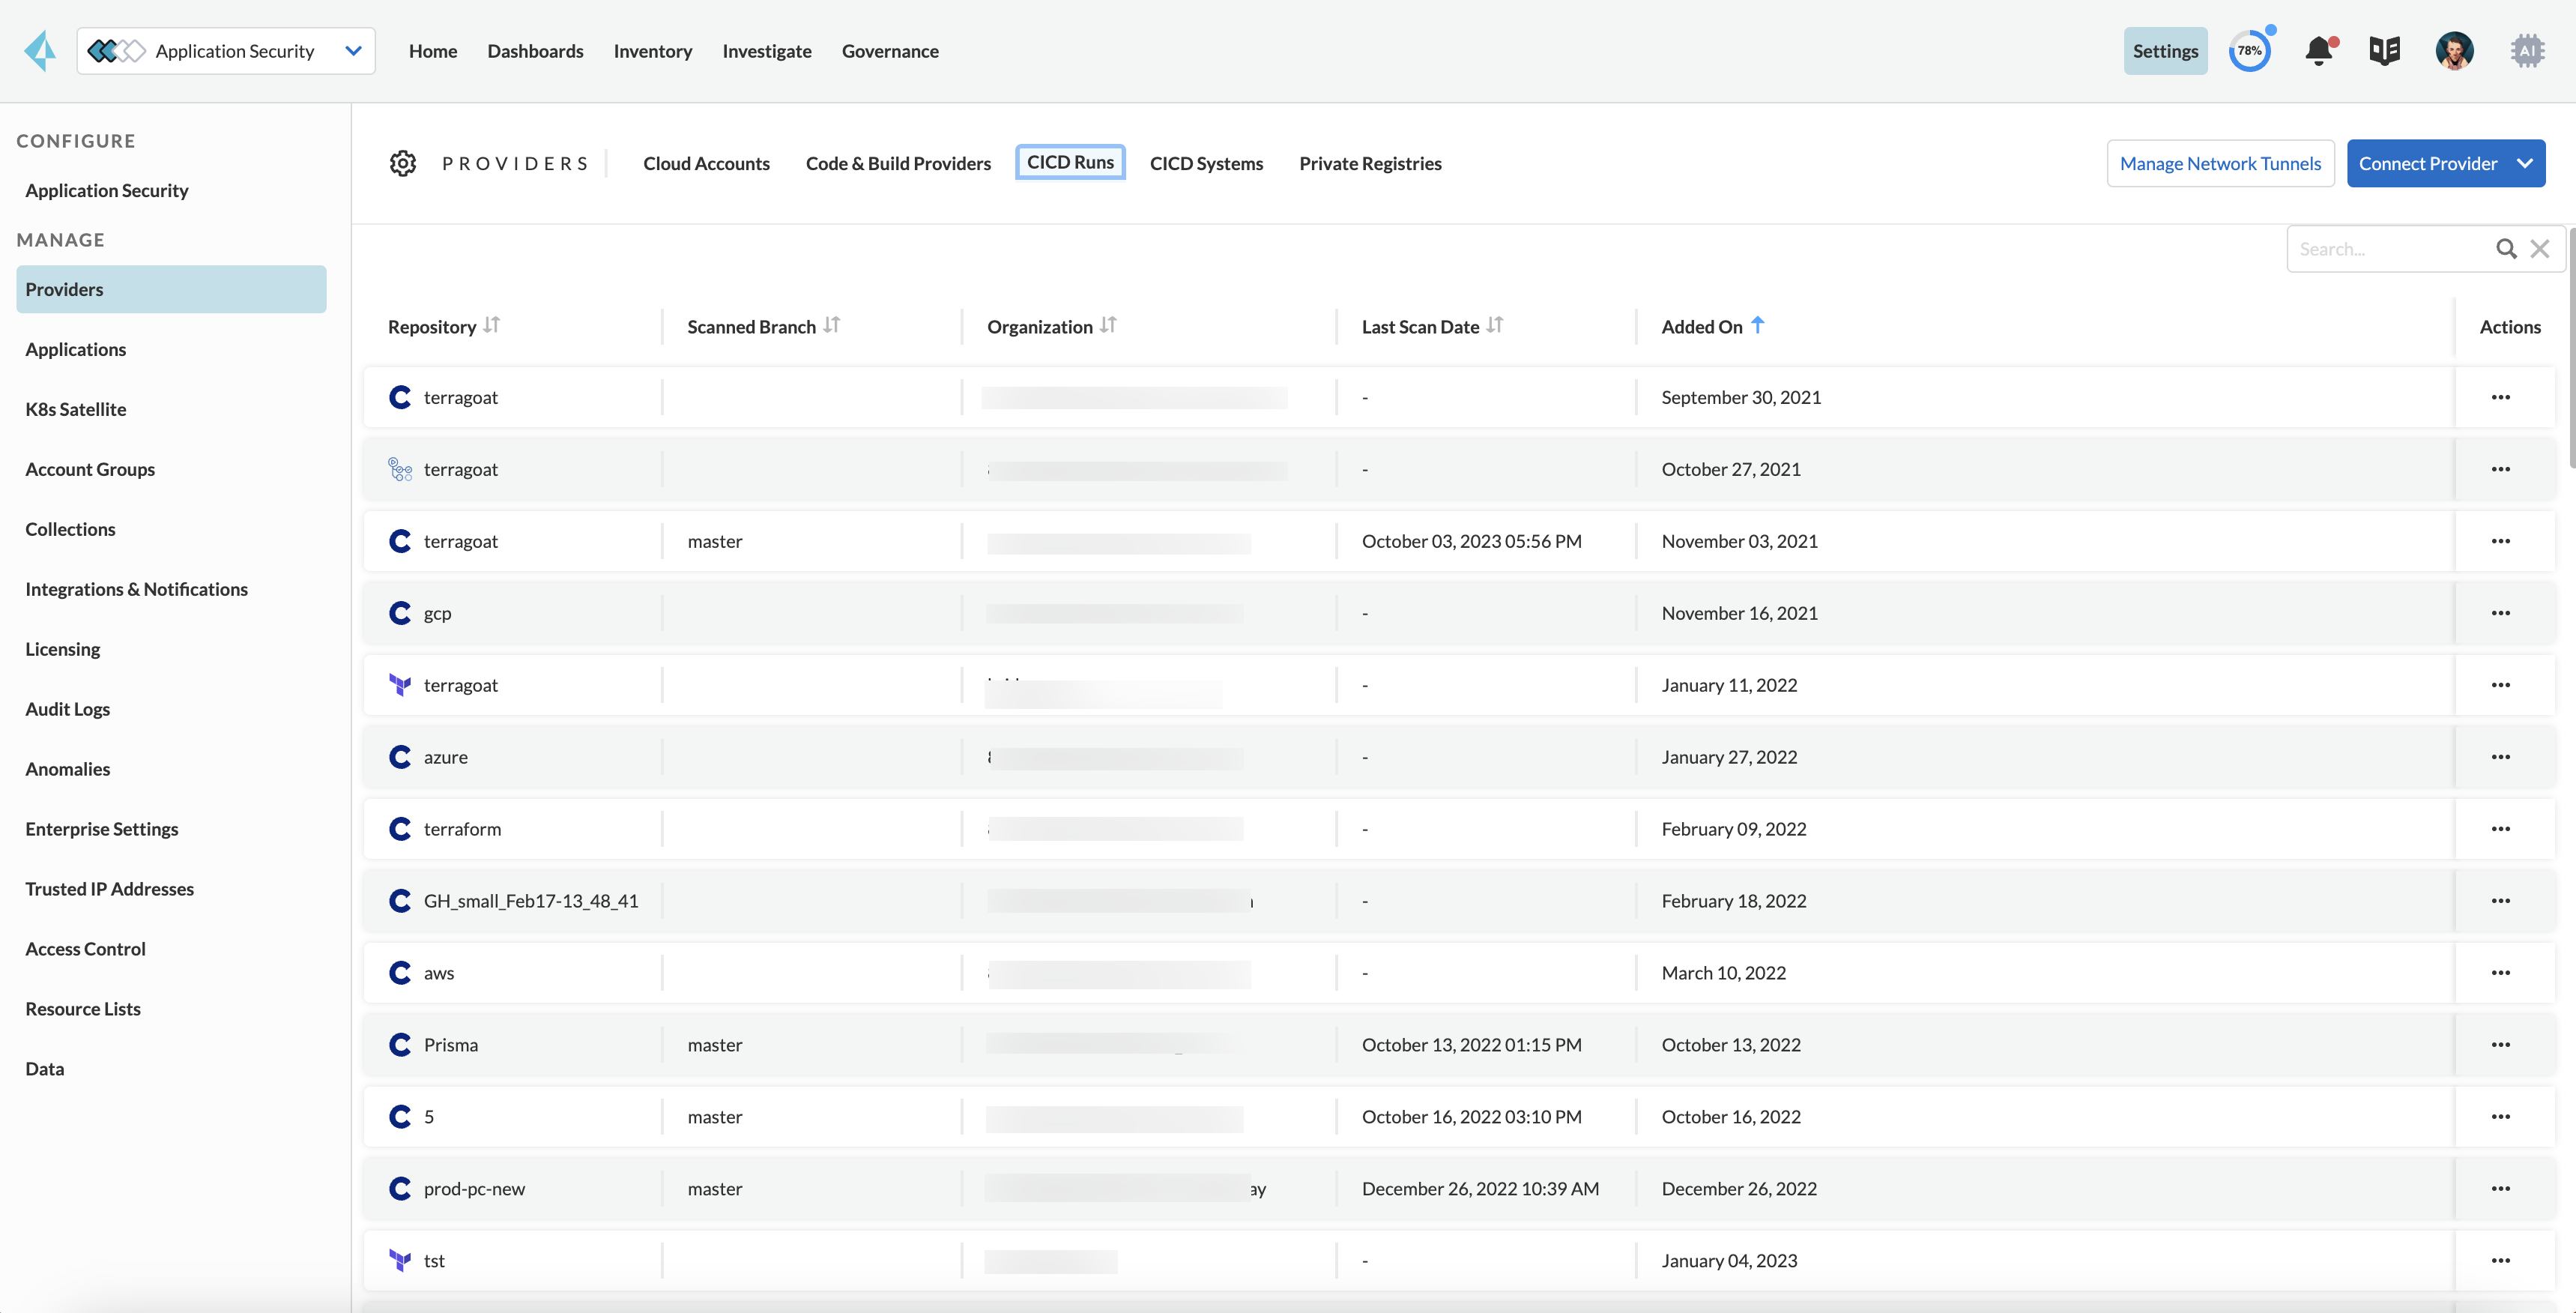 Application Security Home Dashboards Inventory Investigate Governance Settings 78% AI
CONFIGURE
Application Security
MANAGE
Providers
Applications
K8s Satellite
Account Groups
Collections
Integrations & Notifications
Licensing
Audit Logs
Anomalies
Enterprise Settings
Trusted IP Addresses
Access Control
Resource Lists
Data
PROVIDERS Cloud Accounts Code & Build Providers CICD Runs CICD Systems Private Registries Manage Network Tunnels Connect Provider
Search...
Repository Scanned Branch Organization Last Scan Date Added On Actions
terragoat - September 30, 2021
terragoat - October 27, 2021
terragoat master October 03, 2023 05:56 PM November 03, 2021
gcp - November 16, 2021
terragoat - January 11, 2022
azure - January 27, 2022
terraform - February 09, 2022
GH_small_Feb17-13_48_41 - February 18, 2022
aws - March 10, 2022
Prisma master October 13, 2022 01:15 PM October 13, 2022
5 master October 16, 2022 03:10 PM October 16, 2022
prod-pc-new master December 26, 2022 10:39 AM December 26, 2022
tst - January 04, 2023